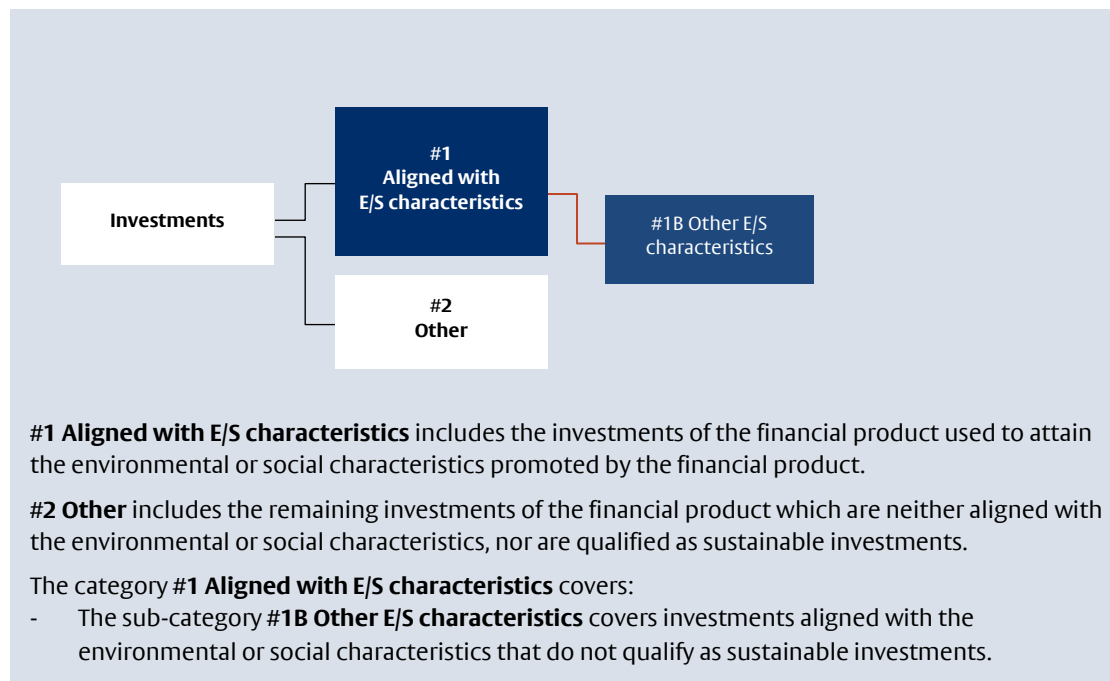 #1
Aligned with
E/S characteristics
Investments
#1B Other E/S
characteristics
#2
Other
#1 Aligned with E/S characteristics includes the investments of the financial product used to attain
the environmental or social characteristics promoted by the financial product.
#2 Other includes the remaining investments of the financial product which are neither aligned with
the environmental or social characteristics, nor are qualified as sustainable investments.
The category #1 Aligned with E/S characteristics covers:
- The sub-category #1B Other E/S characteristics covers investments aligned with the
environmental or social characteristics that do not qualify as sustainable investments.